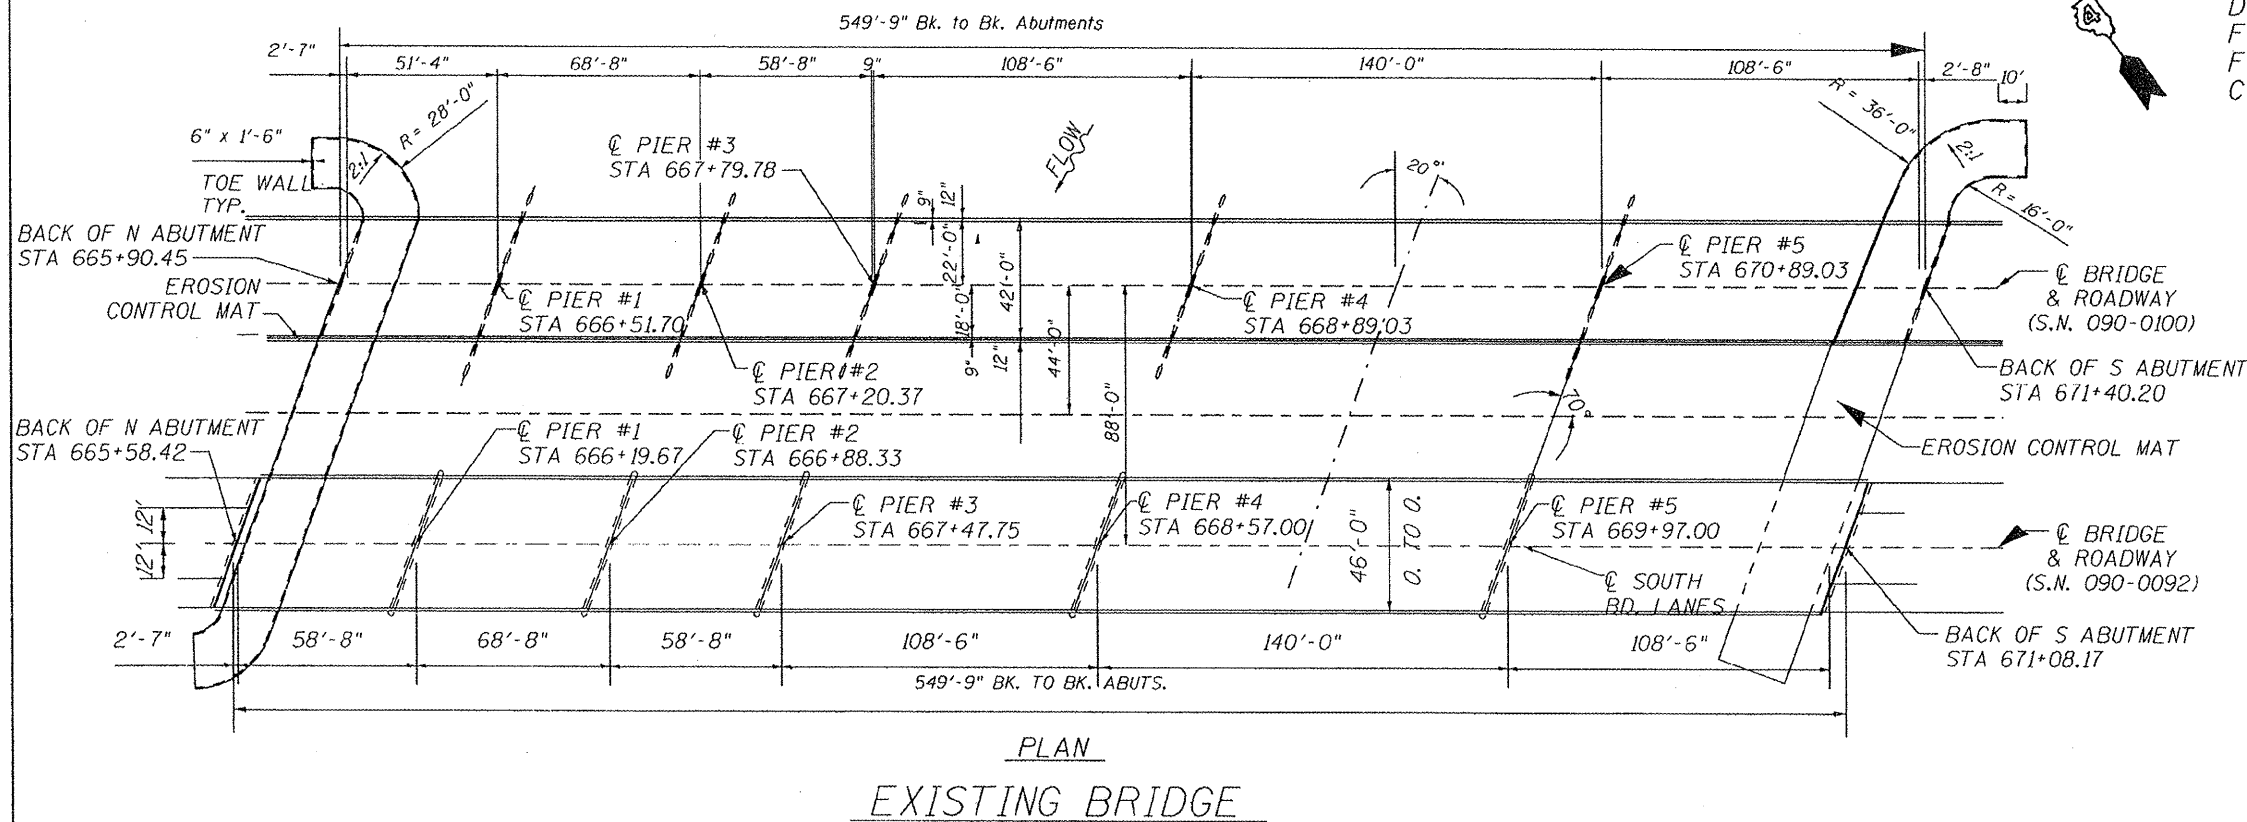 549'-9" Bk. to Bk. Abutments
2'-7"
51'-4"
68'-8"
58'-8"
9"
108'-6"
140'-0"
108'-6"
2'-8"
10'
D
F
F
C
6" x 1'-6"
TOE WALL
TYP.
2:1
R = 28'-0"
℄ PIER #3
STA 667+79.78
FLOW
20°
R = 36'-0"
2:1
R = 16'-0"
BACK OF N ABUTMENT
STA 665+90.45
EROSION
CONTROL MAT
℄ PIER #1
STA 666+51.70
℄ PIER #2
STA 667+20.37
9"
12"
22'-0"
18'-0"
42'-0"
9"
12"
44'-0"
88'-0"
℄ PIER #4
STA 668+89.03
℄ PIER #5
STA 670+89.03
℄ BRIDGE
& ROADWAY
(S.N. 090-0100)
BACK OF S ABUTMENT
STA 671+40.20
70°
EROSION CONTROL MAT
BACK OF N ABUTMENT
STA 665+58.42
℄ PIER #1
STA 666+19.67
℄ PIER #2
STA 666+88.33
℄ PIER #3
STA 667+47.75
℄ PIER #4
STA 668+57.00
46'-0"
O. TO O.
℄ PIER #5
STA 669+97.00
℄ SOUTH
BD. LANES
℄ BRIDGE
& ROADWAY
(S.N. 090-0092)
BACK OF S ABUTMENT
STA 671+08.17
12'
12'
2'-7"
58'-8"
68'-8"
58'-8"
108'-6"
140'-0"
108'-6"
549'-9" BK. TO BK. ABUTS.
PLAN
EXISTING BRIDGE